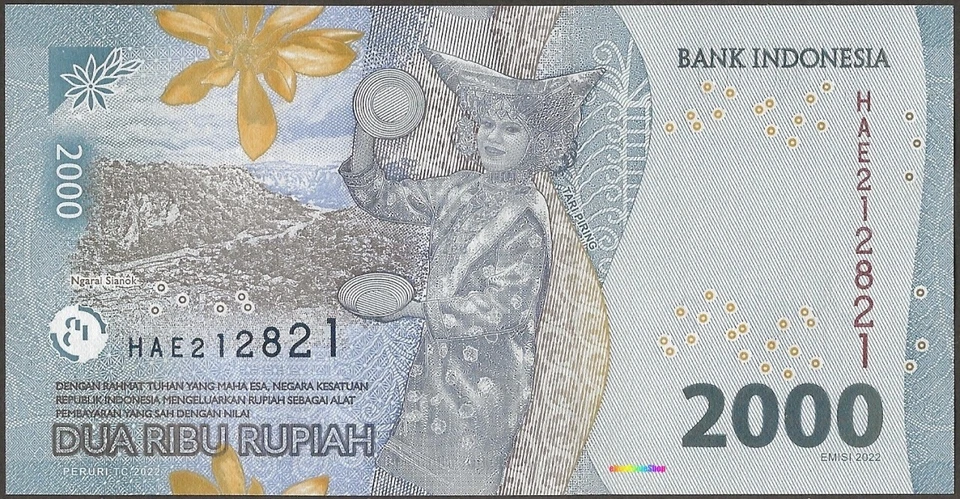 BANK INDONESIA
HAE212821
2000
TARI PIRING
Ngarai Sianok
HAE212821
DENGAN RAHMAT TUHAN YANG MAHA ESA, NEGARA KESATUAN
REPUBLIK INDONESIA MENGELUARKAN RUPIAH SEBAGAI ALAT
PEMBAYARAN YANG SAH DENGAN NILAI
DUA RIBU RUPIAH
PERURI TC 2022
2000
EMISI 2022